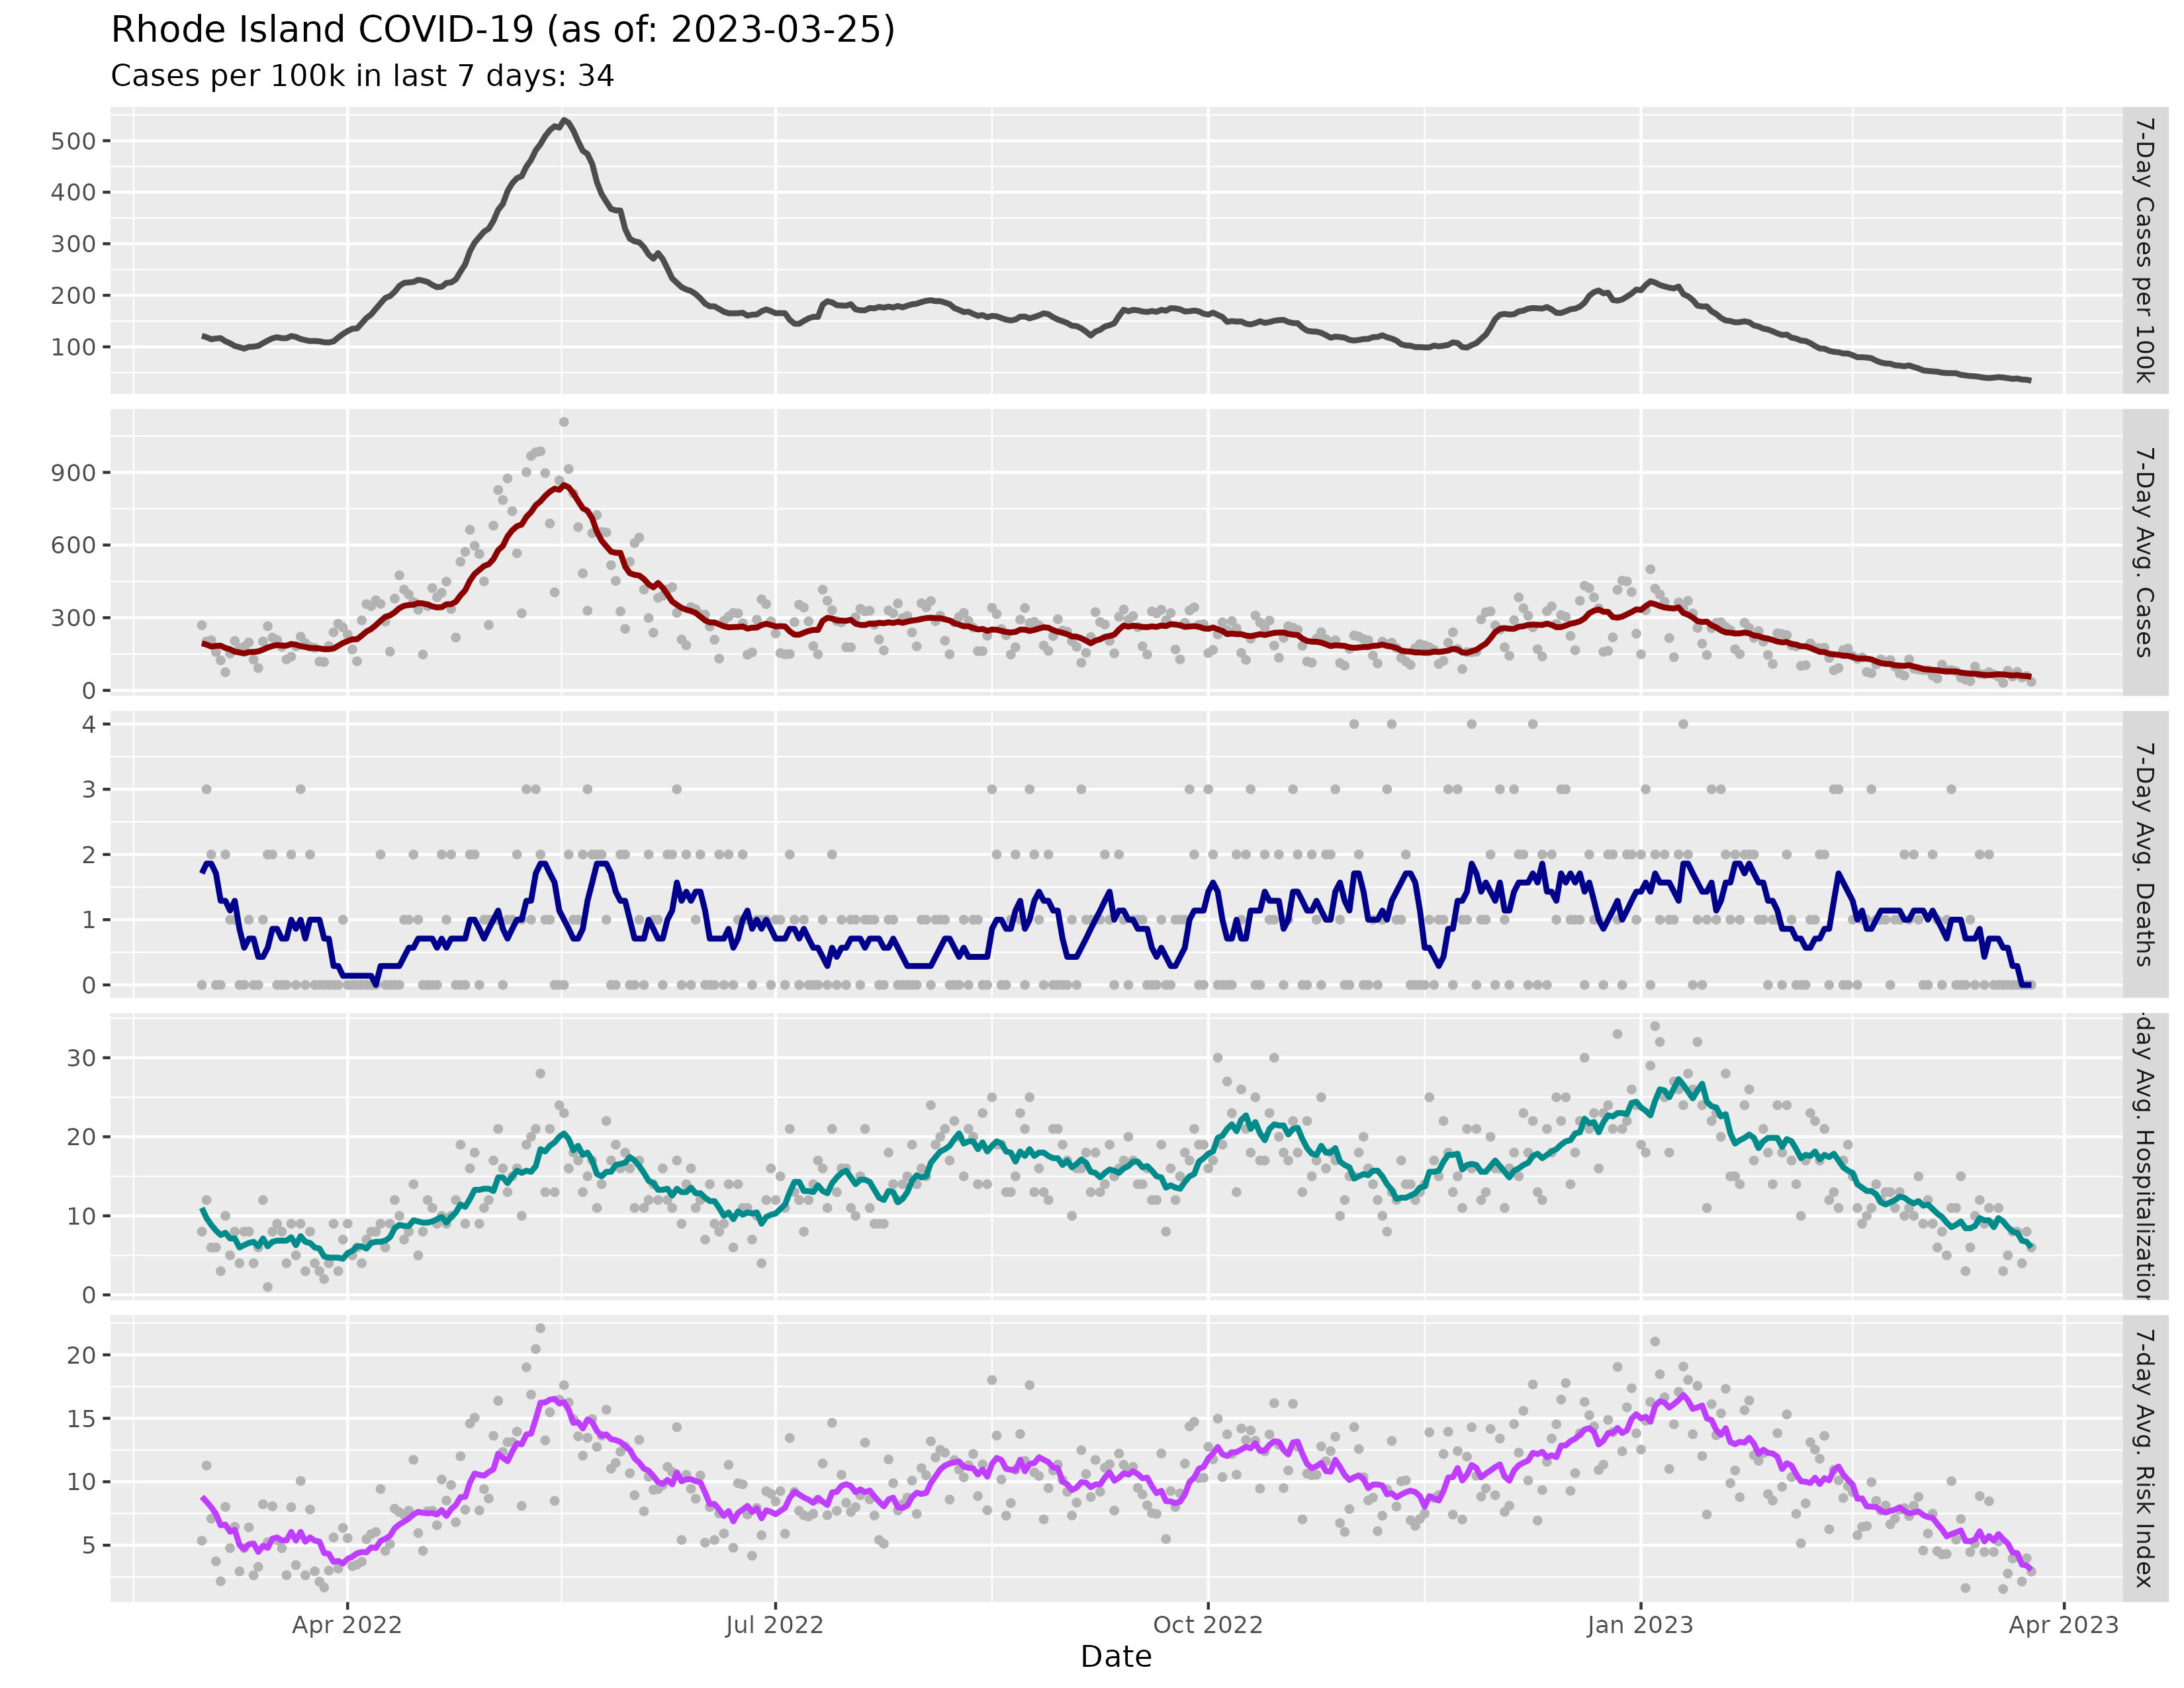 Rhode Island COVID-19 (as of: 2023-03-25)
Cases per 100k in last 7 days: 34
500
400
300
200
100
7-Day Cases per 100k
900
600
300
0
7-Day Avg. Cases
4
3
2
1
0
7-Day Avg. Deaths
30
20
10
0
-day Avg. Hospitalization
20
15
10
5
7-day Avg. Risk Index
Apr 2022
Jul 2022
Oct 2022
Jan 2023
Apr 2023
Date